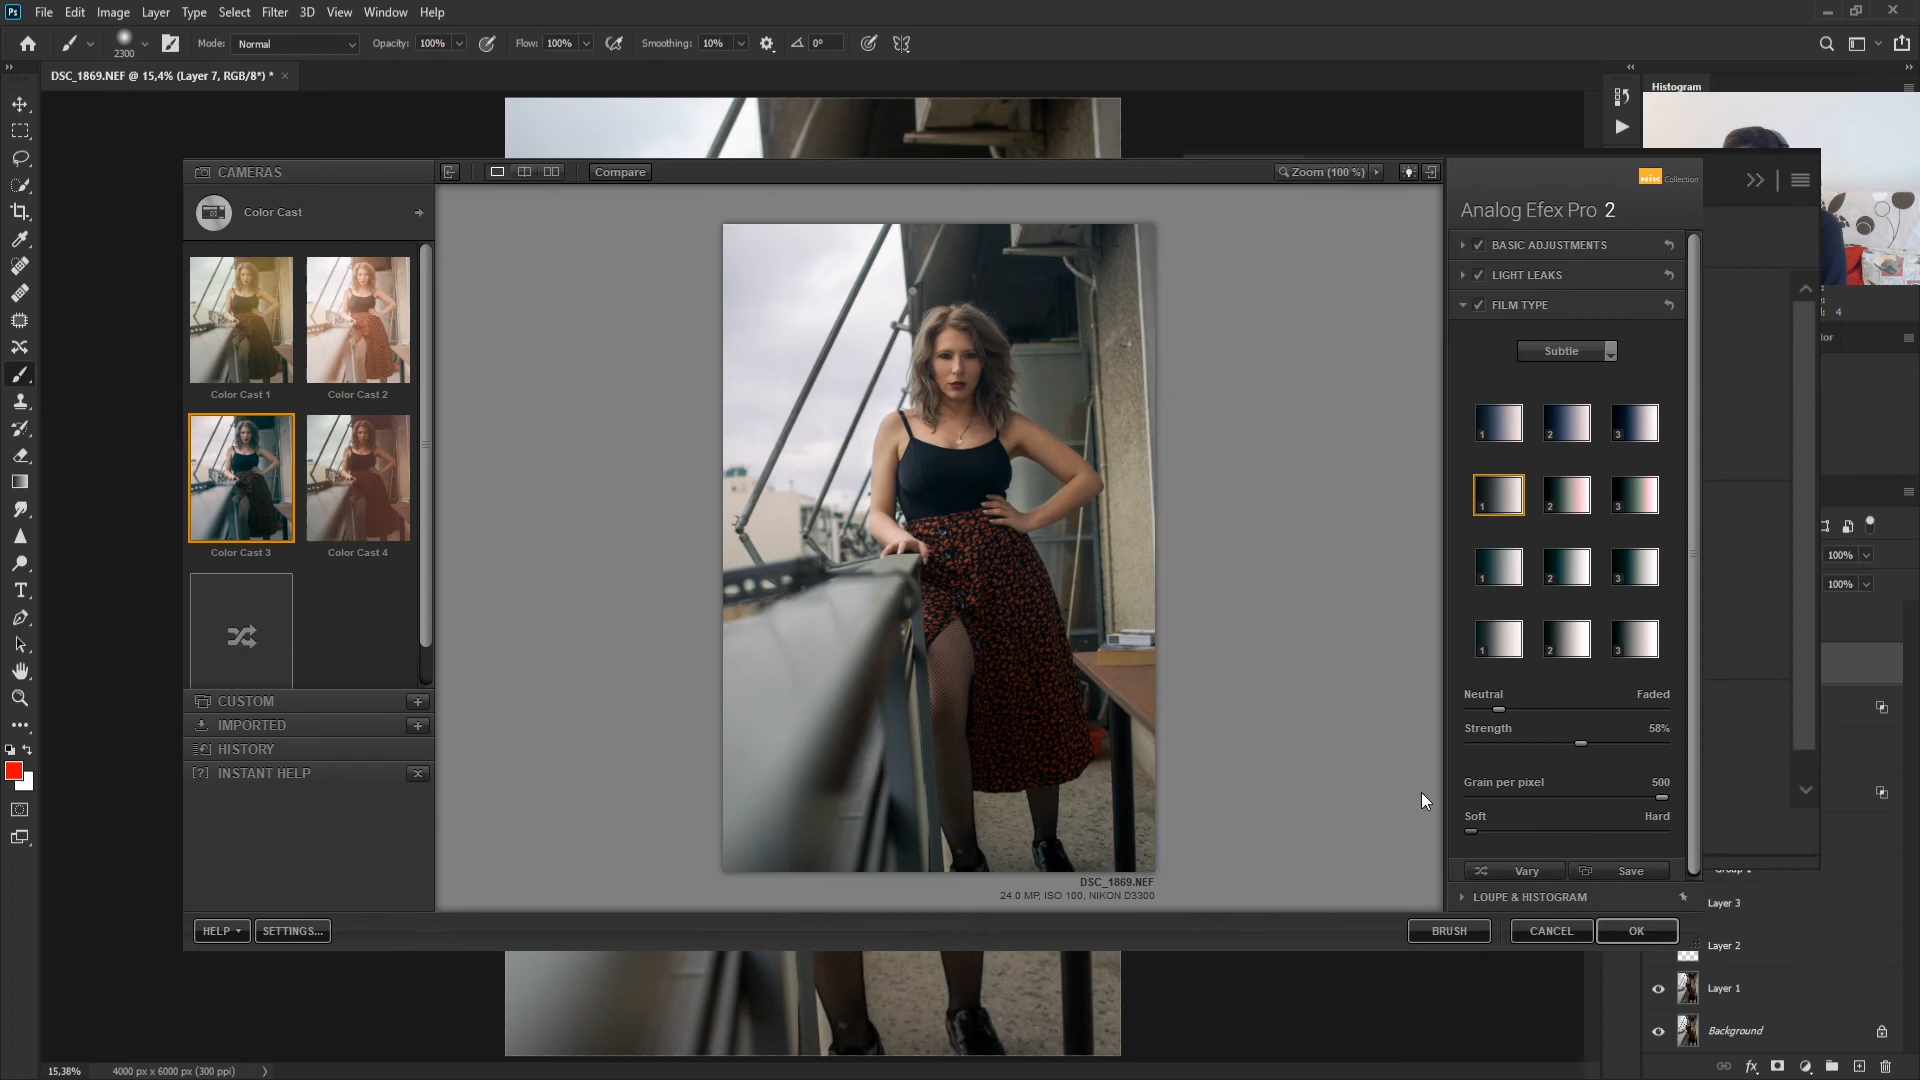 Ps File Edit Image Layer Type Select Filter 3D View Window Help
2300 Mode: Normal Opacity: 100% Flow: 100% Smoothing: 10% 0°
DSC_1869.NEF @ 15,4% (Layer 7, RGB/8*) * ×
Histogram
CAMERAS
Compare
Zoom (100 %)
Nik Collection
Color Cast
Analog Efex Pro 2
BASIC ADJUSTMENTS
LIGHT LEAKS
FILM TYPE
4
Subtle
Color Cast 1
Color Cast 2
1 2 3
1 2 3
Color Cast 3
Color Cast 4
100%
1 2 3
100%
1 2 3
CUSTOM
Neutral Faded
IMPORTED
Strength 58%
HISTORY
[?] INSTANT HELP
Grain per pixel 500
Soft Hard
Vary Save
DSC_1869.NEF
24.0 MP, ISO 100, NIKON D3300
LOUPE & HISTOGRAM
Layer 3
HELP SETTINGS...
BRUSH CANCEL OK
Layer 2
Layer 1
Background
15,38% 4000 px x 6000 px (300 ppi)
fx